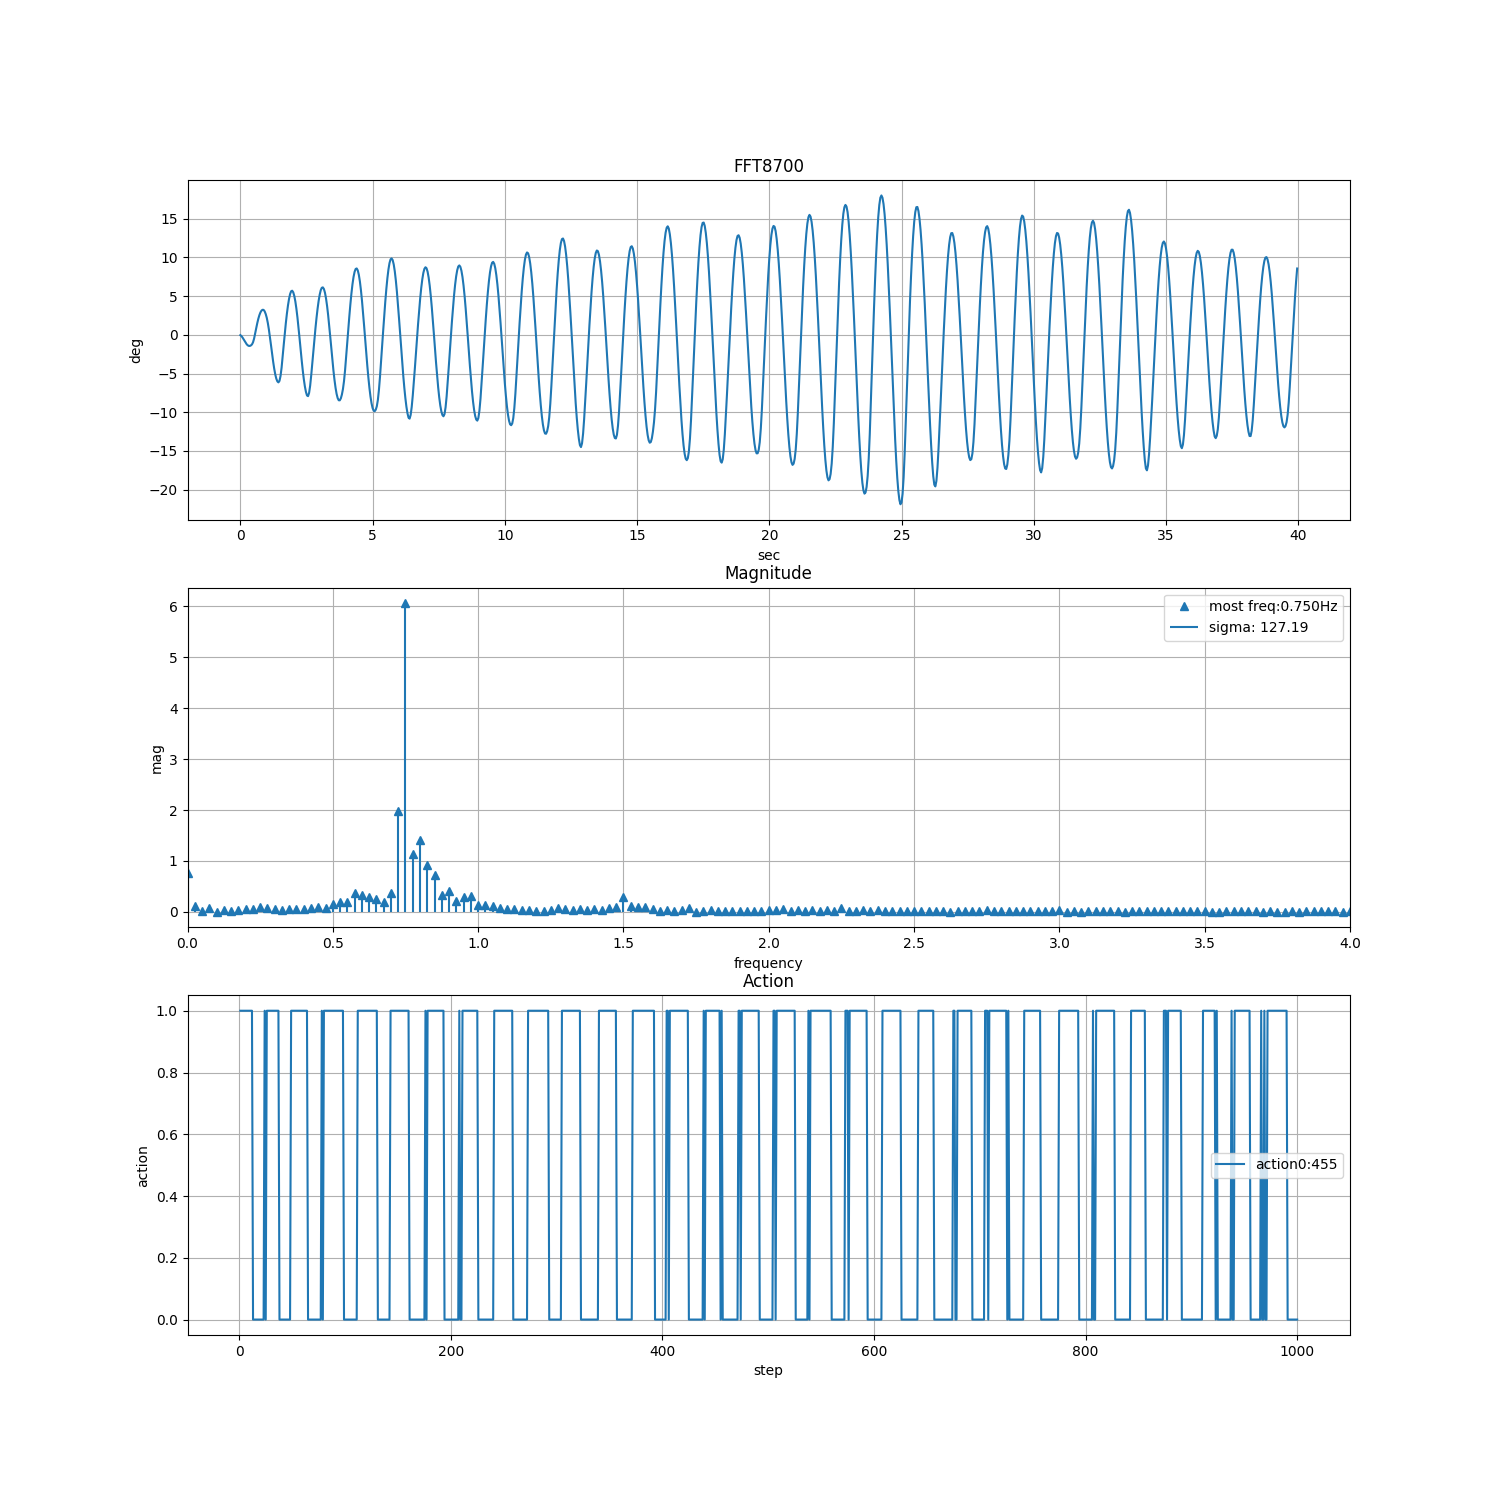 FFT8700
15
10
5
0
−5
−10
−15
−20
deg
0 5 10 15 20 25 30 35 40
sec
Magnitude
6
5
4
3
2
1
0
mag
most freq:0.750Hz
sigma: 127.19
0.0 0.5 1.0 1.5 2.0 2.5 3.0 3.5 4.0
frequency
Action
1.0
0.8
0.6
0.4
0.2
0.0
action
action0:455
0 200 400 600 800 1000
step